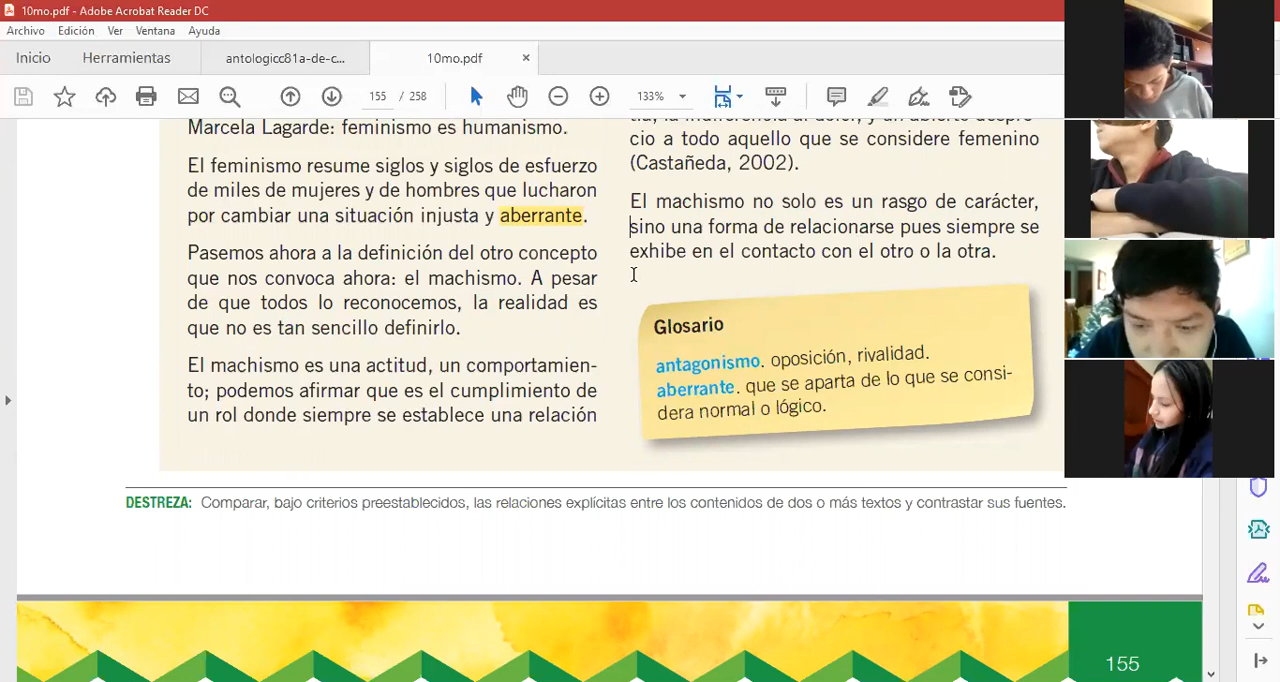 10mo.pdf - Adobe Acrobat Reader DC
Archivo Edición Ver Ventana Ayuda
Inicio Herramientas antologicc81a-de-c... 10mo.pdf ×
155 / 258 133%
Marcela Lagarde: feminismo es humanismo.
El feminismo resume siglos y siglos de esfuerzo
de miles de mujeres y de hombres que lucharon
por cambiar una situación injusta y aberrante.
Pasemos ahora a la definición del otro concepto
que nos convoca ahora: el machismo. A pesar
de que todos lo reconocemos, la realidad es
que no es tan sencillo definirlo.
El machismo es una actitud, un comportamien-
to; podemos afirmar que es el cumplimiento de
un rol donde siempre se establece una relación
la indiferencia al dolor, y un abierto despre-
cio a todo aquello que se considere femenino
(Castañeda, 2002).
El machismo no solo es un rasgo de carácter,
sino una forma de relacionarse pues siempre se
exhibe en el contacto con el otro o la otra.
Glosario
antagonismo. oposición, rivalidad.
aberrante. que se aparta de lo que se consi-
dera normal o lógico.
DESTREZA: Comparar, bajo criterios preestablecidos, las relaciones explícitas entre los contenidos de dos o más textos y contrastar sus fuentes.
155